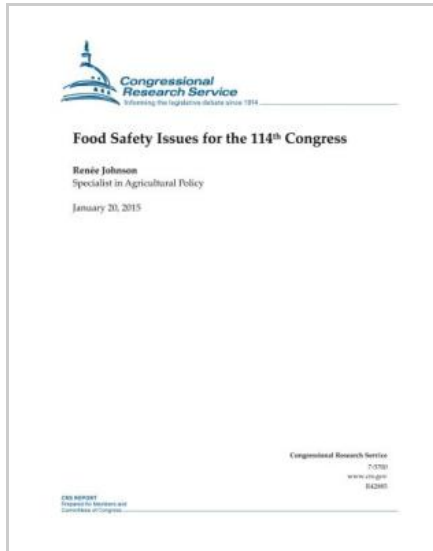 Congressional
Research Service
Informing the legislative debate since 1914
Food Safety Issues for the 114th Congress
Renée Johnson
Specialist in Agricultural Policy
January 20, 2015
Congressional Research Service
7-5700
www.crs.gov
CRS REPORT
Prepared for Members and
Committees of Congress